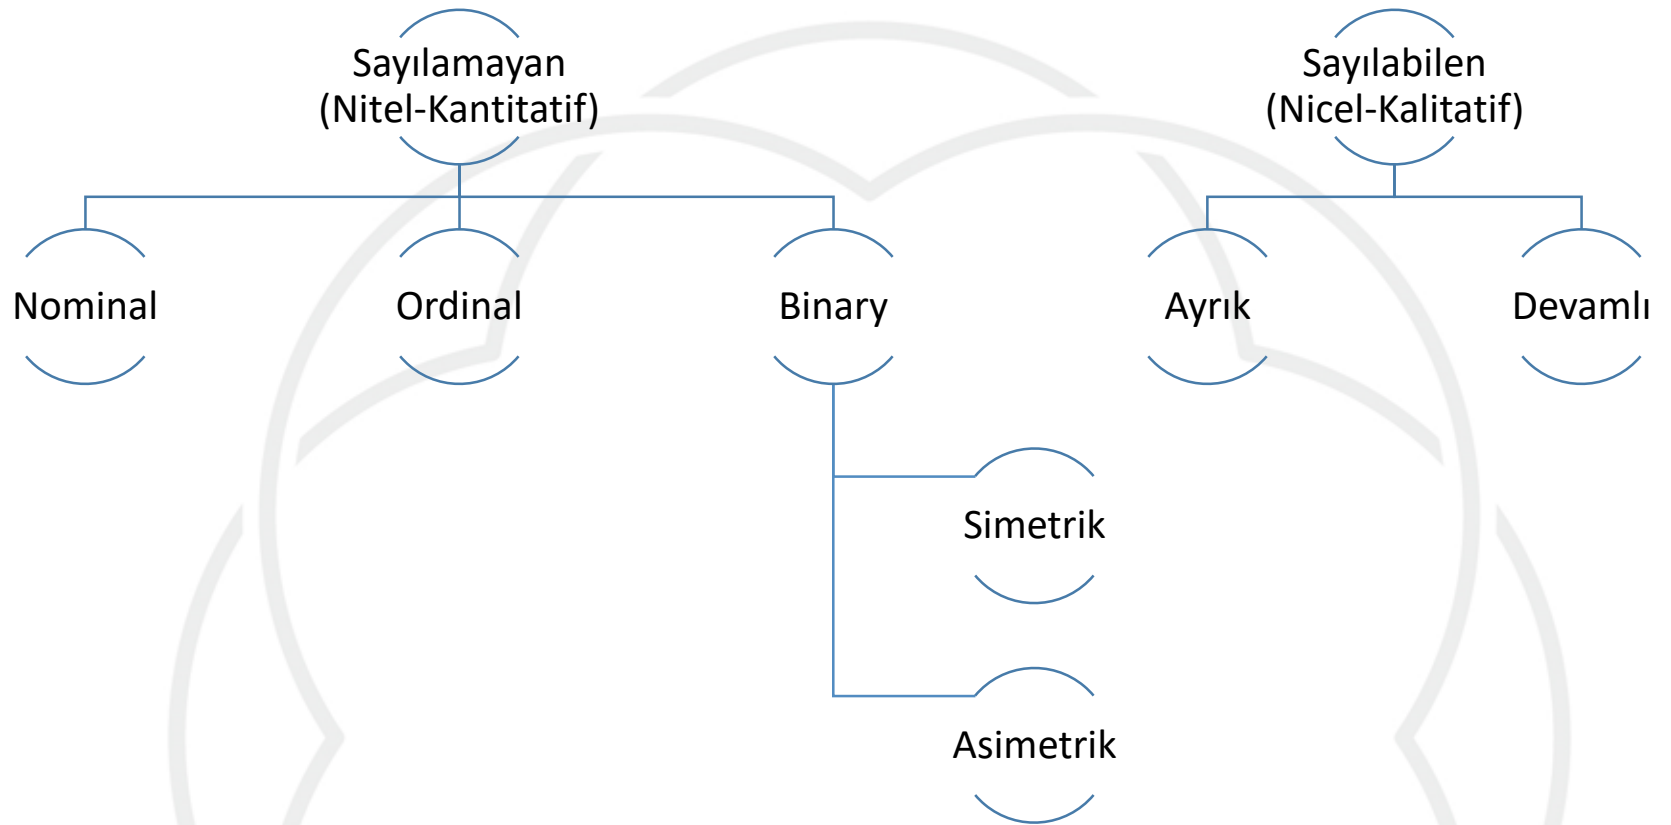 Sayılamayan
(Nitel-Kantitatif)
Sayılabilen
(Nicel-Kalitatif)
Nominal
Ordinal
Binary
Ayrık
Devamlı
Simetrik
Asimetrik